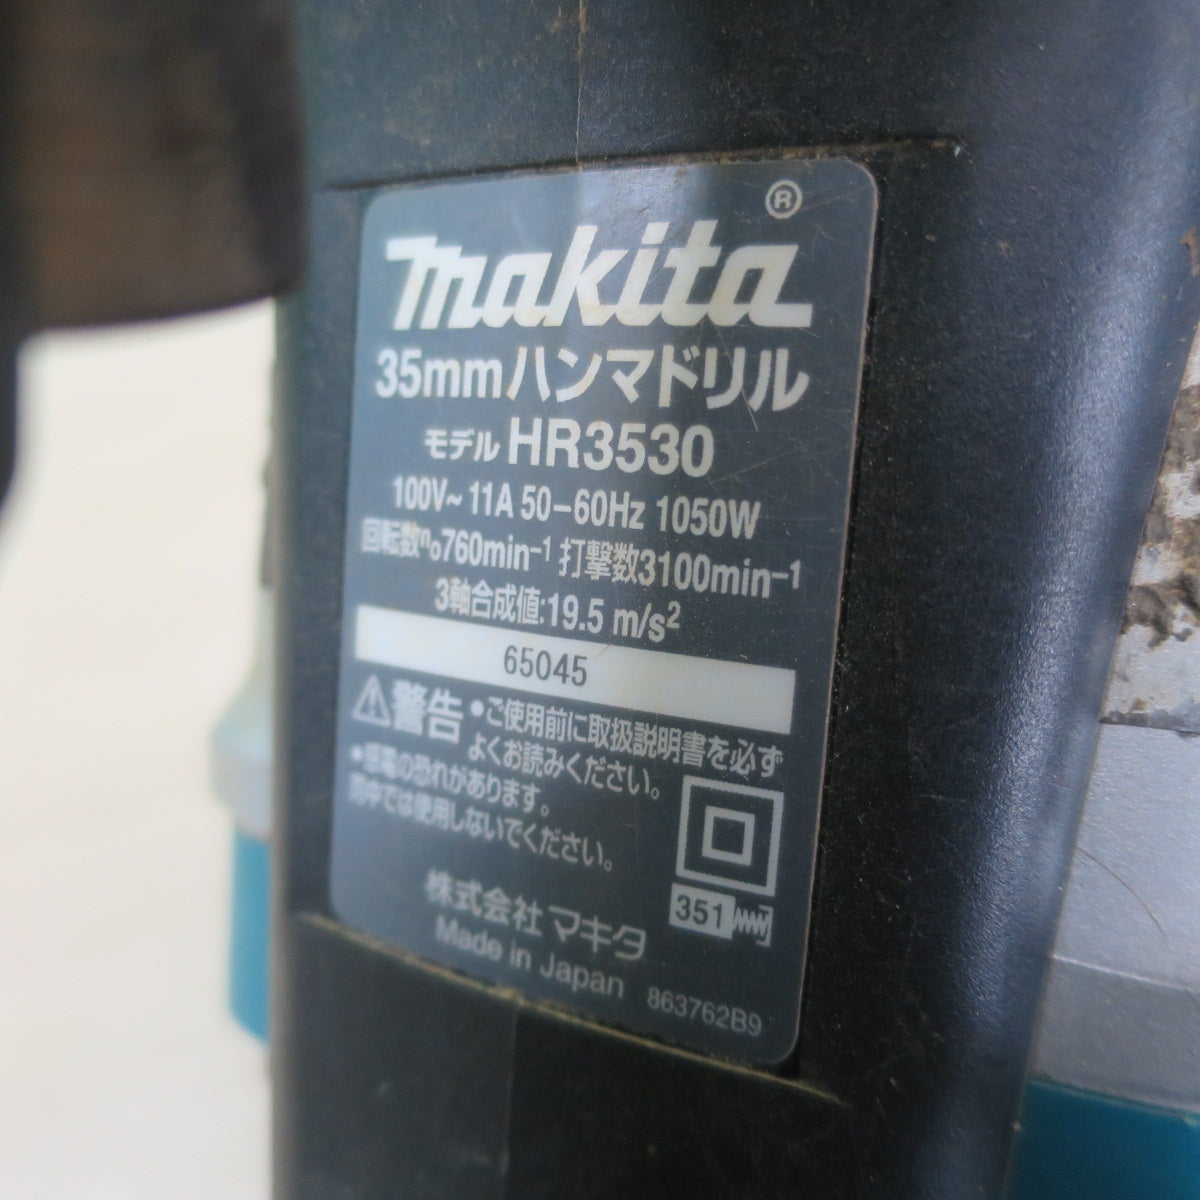 makita®
35mmハンマドリル
モデル HR3530
100V~ 11A 50-60Hz 1050W
回転数n₀760min⁻¹ 打撃数3100min⁻¹
3軸合成値:19.5 m/s²
65045
警告 •ご使用前に取扱説明書を必ず
よくお読みください。
•感電の恐れがあります。
雨中では使用しないでください。
351
株式会社 マキタ
Made in Japan
863762B9